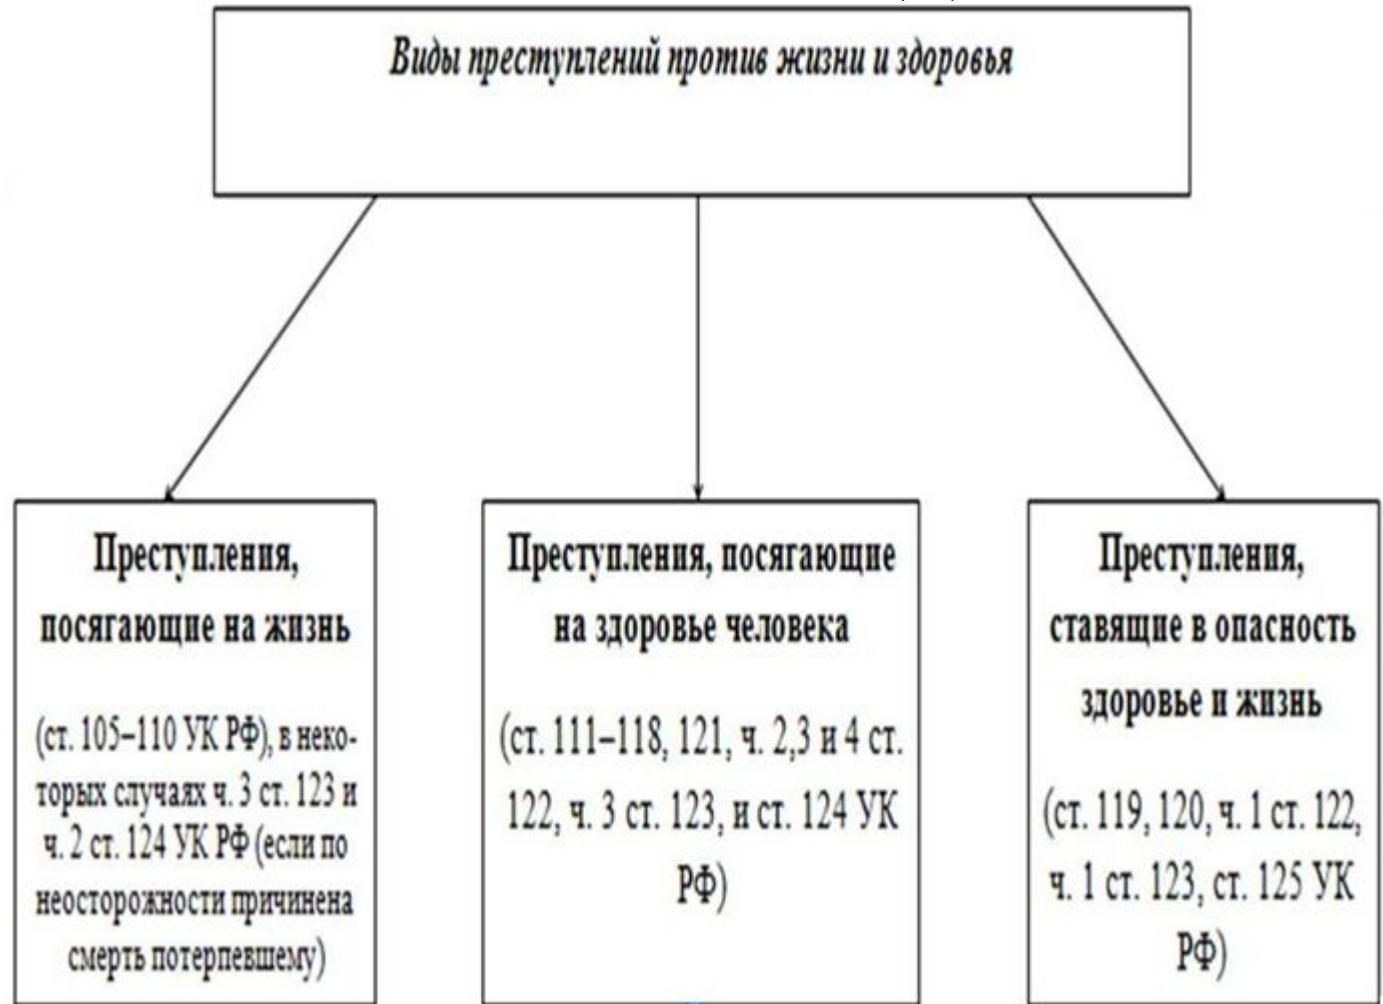 Виды преступлений против жизни и здоровья
Преступления,
посягающие на жизнь
(ст. 105–110 УК РФ), в неко-
торых случаях ч. 3 ст. 123 и
ч. 2 ст. 124 УК РФ (если по
неосторожности причинена
смерть потерпевшему)
Преступления, посягающие
на здоровье человека
(ст. 111–118, 121, ч. 2,3 и 4 ст.
122, ч. 3 ст. 123, и ст. 124 УК
РФ)
Преступления,
ставящие в опасность
здоровье и жизнь
(ст. 119, 120, ч. 1 ст. 122,
ч. 1 ст. 123, ст. 125 УК
РФ)